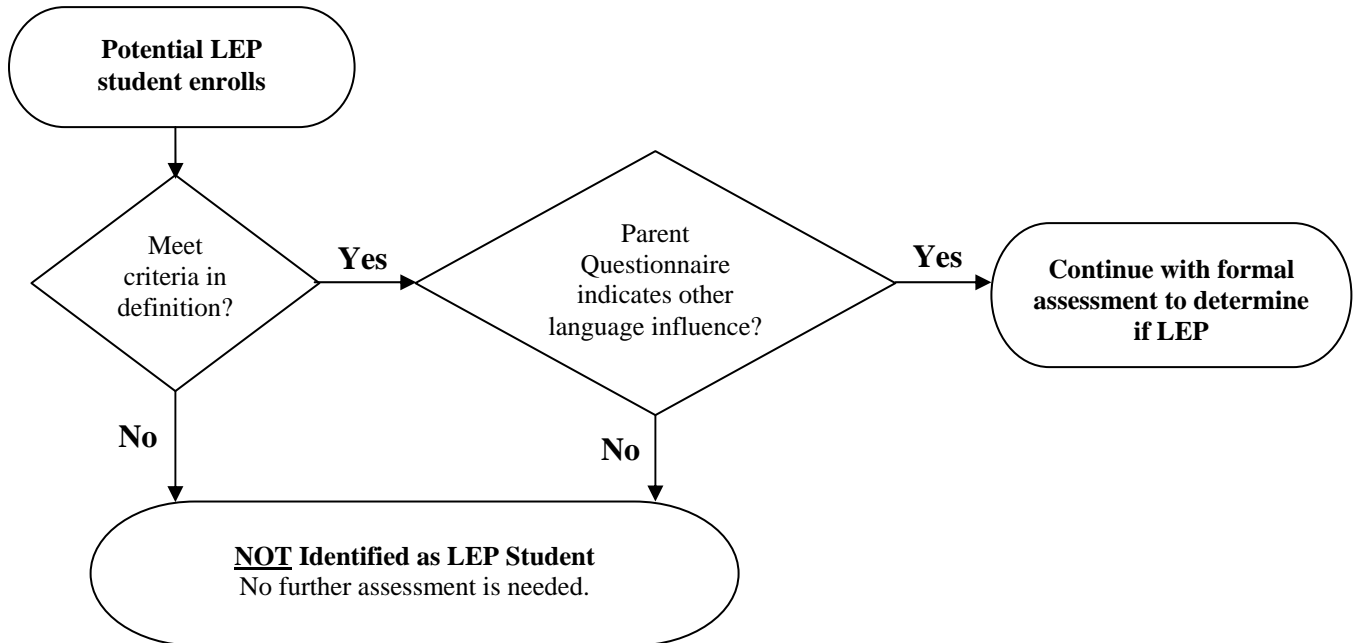 Potential LEP
student enrolls
Meet
criteria in
definition?
Yes
Parent
Questionnaire
indicates other
language influence?
Yes
Continue with formal
assessment to determine
if LEP
No
No
NOT Identified as LEP Student
No further assessment is needed.